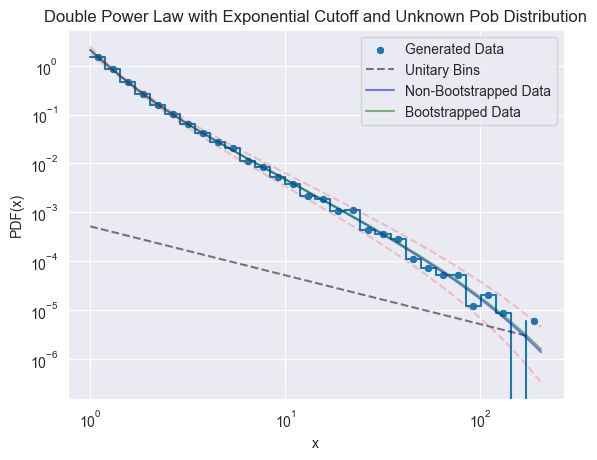 Double Power Law with Exponential Cutoff and Unknown Pob Distribution
Generated Data
Unitary Bins
Non-Bootstrapped Data
Bootstrapped Data
PDF(x)
10⁰
10⁻¹
10⁻²
10⁻³
10⁻⁴
10⁻⁵
10⁻⁶
10⁰ 10¹ 10²
x